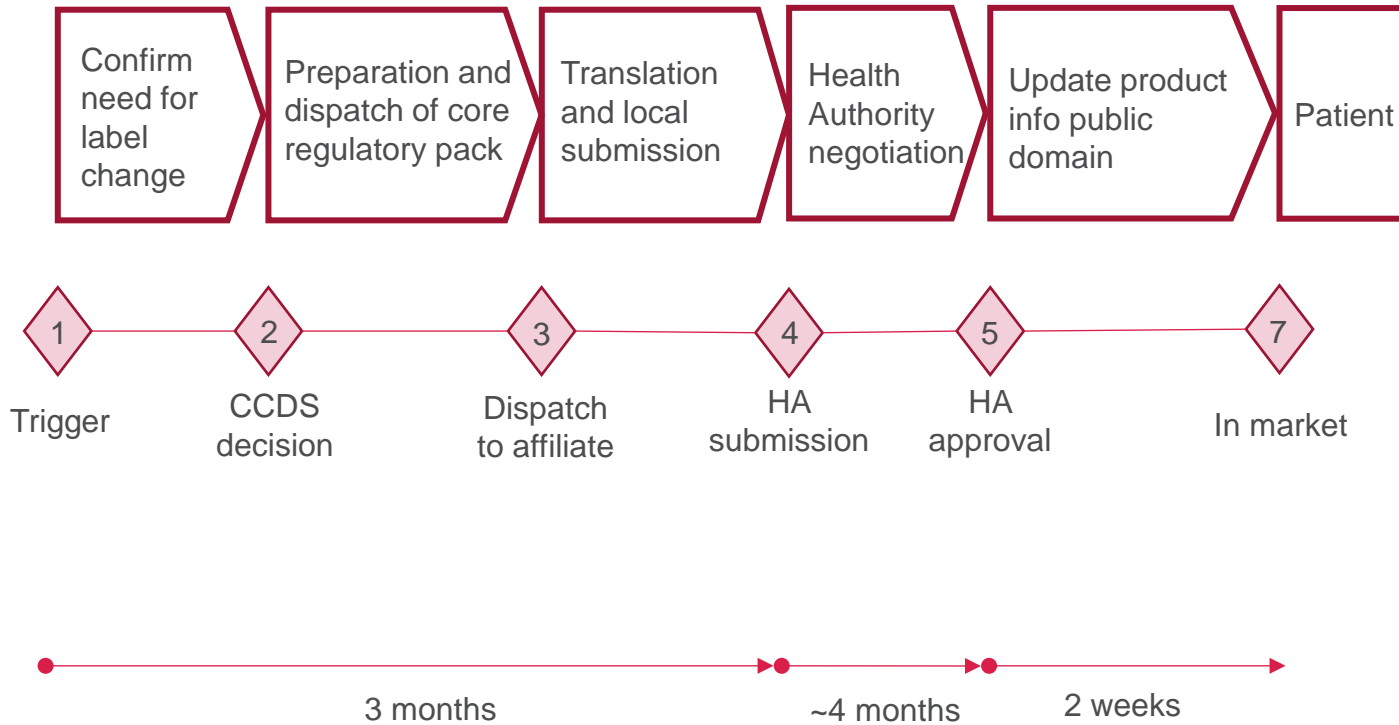 Confirm
need for
label
change
Preparation and
dispatch of core
regulatory pack
Translation
and local
submission
Health
Authority
negotiation
Update product
info public
domain
Patient
1
2
3
4
5
7
Trigger
CCDS
decision
Dispatch
to affiliate
HA
submission
HA
approval
In market
3 months
~4 months
2 weeks